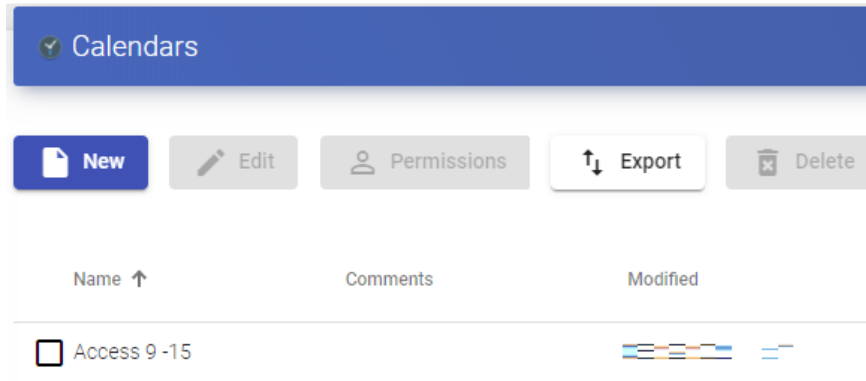 Calendars
New Edit Permissions Export Delete
Name Comments Modified
Access 9 -15